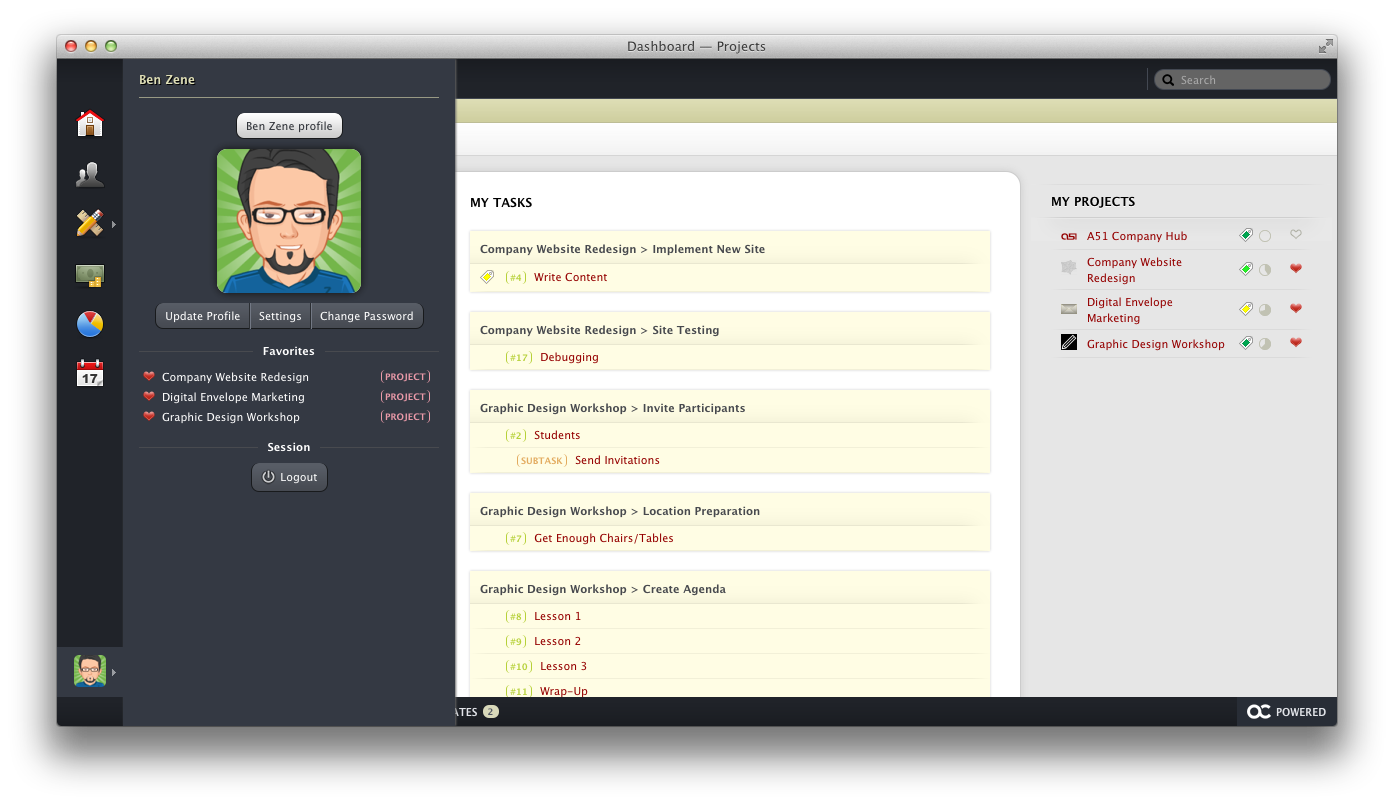 Dashboard — Projects
Ben Zene
Search
Ben Zene profile
Update Profile
Settings
Change Password
Favorites
Company Website Redesign (PROJECT)
Digital Envelope Marketing (PROJECT)
Graphic Design Workshop (PROJECT)
Session
Logout
17
MY TASKS
Company Website Redesign > Implement New Site
(#4) Write Content
Company Website Redesign > Site Testing
(#17) Debugging
Graphic Design Workshop > Invite Participants
(#2) Students
(SUBTASK) Send Invitations
Graphic Design Workshop > Location Preparation
(#7) Get Enough Chairs/Tables
Graphic Design Workshop > Create Agenda
(#8) Lesson 1
(#9) Lesson 2
(#10) Lesson 3
(#11) Wrap-Up
MY PROJECTS
A51 Company Hub
Company Website
Redesign
Digital Envelope
Marketing
Graphic Design Workshop
ATES 2
POWERED